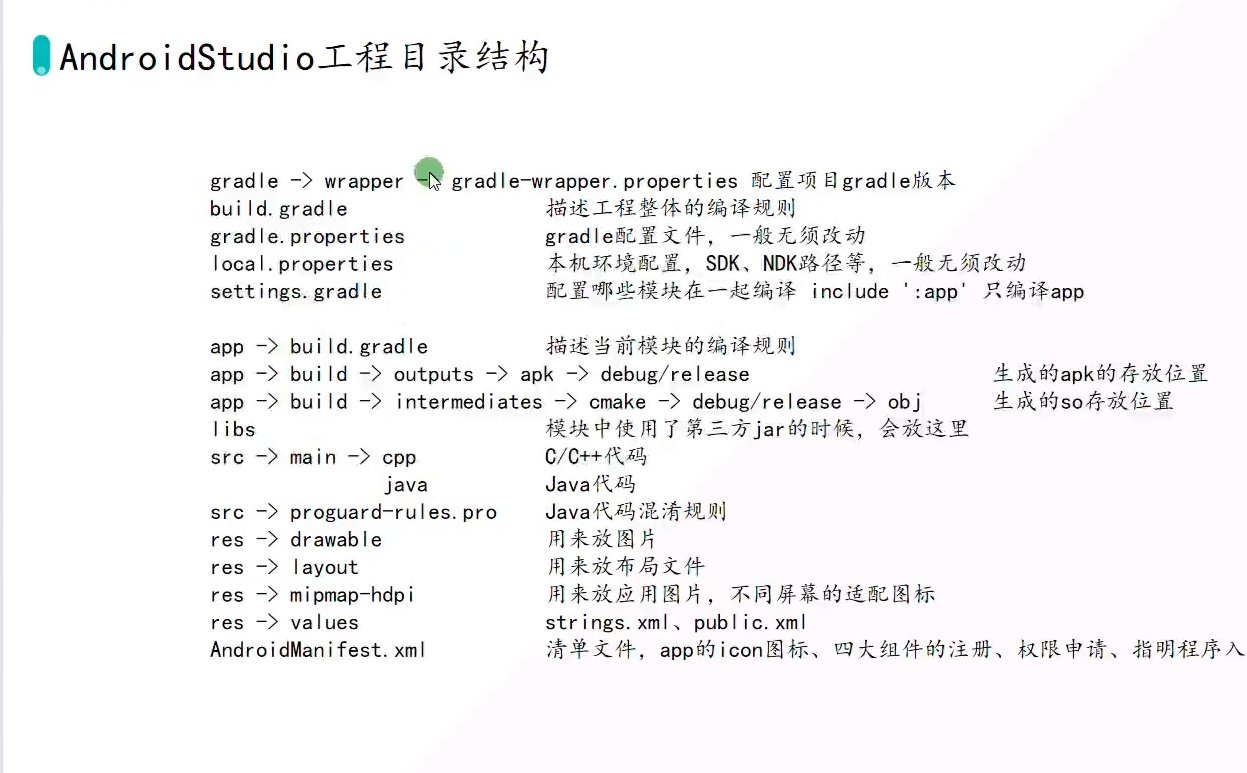 AndroidStudio工程目录结构
gradle -> wrapper -> gradle-wrapper.properties 配置项目gradle版本
build.gradle 描述工程整体的编译规则
gradle.properties gradle配置文件，一般无须改动
local.properties 本机环境配置，SDK、NDK路径等，一般无须改动
settings.gradle 配置哪些模块在一起编译 include ':app' 只编译app
app -> build.gradle 描述当前模块的编译规则
app -> build -> outputs -> apk -> debug/release 生成的apk的存放位置
app -> build -> intermediates -> cmake -> debug/release -> obj 生成的so存放位置
libs 模块中使用了第三方jar的时候，会放这里
src -> main -> cpp C/C++代码
java Java代码
src -> proguard-rules.pro Java代码混淆规则
res -> drawable 用来放图片
res -> layout 用来放布局文件
res -> mipmap-hdpi 用来放应用图片，不同屏幕的适配图标
res -> values strings.xml、public.xml
AndroidManifest.xml 清单文件，app的icon图标、四大组件的注册、权限申请、指明程序入